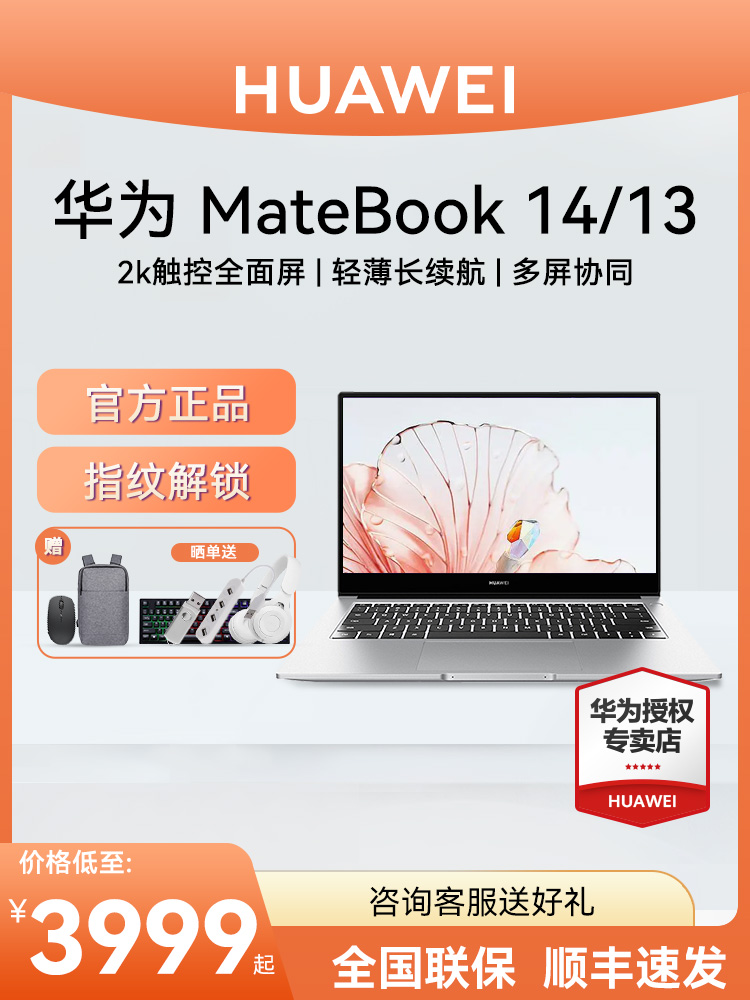 HUAWEI
华为 MateBook 14/13
2k触控全面屏 | 轻薄长续航 | 多屏协同
官方正品
指纹解锁
赠
晒单送
HUAWEI
华为授权
专卖店
★★★★★
HUAWEI
价格低至:
¥3999起
咨询客服送好礼
全国联保 顺丰速发